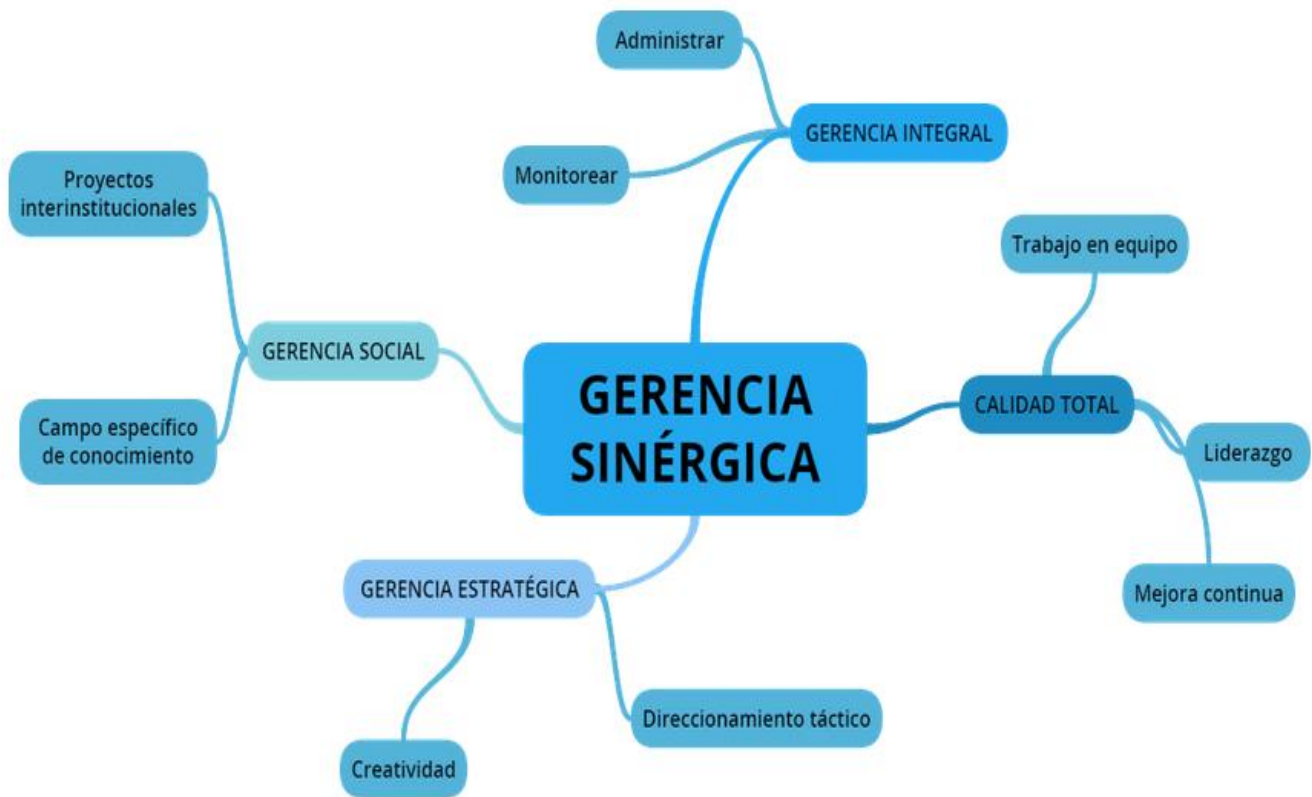 Administrar
GERENCIA INTEGRAL
Monitorear
Proyectos
interinstitucionales
Trabajo en equipo
GERENCIA SOCIAL
GERENCIA
SINÉRGICA
CALIDAD TOTAL
Campo específico
de conocimiento
Liderazgo
GERENCIA ESTRATÉGICA
Mejora continua
Direccionamiento táctico
Creatividad